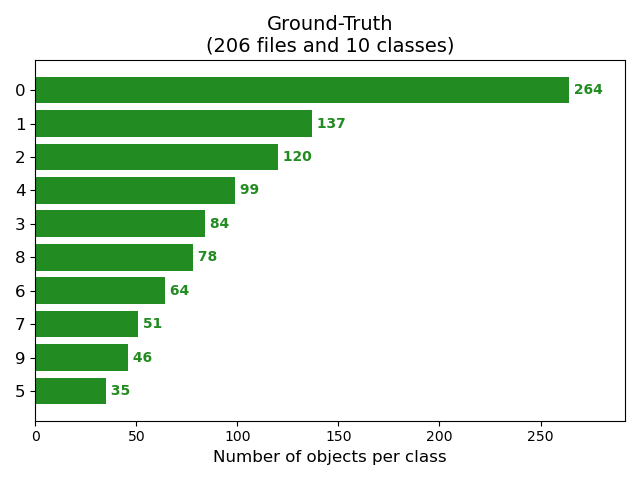 Ground-Truth
(206 files and 10 classes)
0 264
1 137
2 120
4 99
3 84
8 78
6 64
7 51
9 46
5 35
0 50 100 150 200 250
Number of objects per class